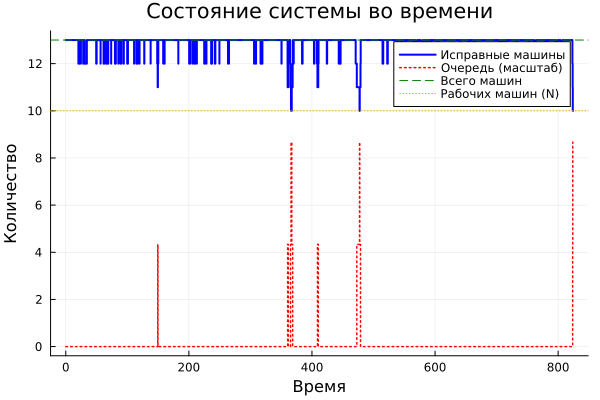 Состояние системы во времени
Исправные машины
Очередь (масштаб)
Всего машин
Рабочих машин (N)
Количество
12
10
8
6
4
2
0
0 200 400 600 800
Время